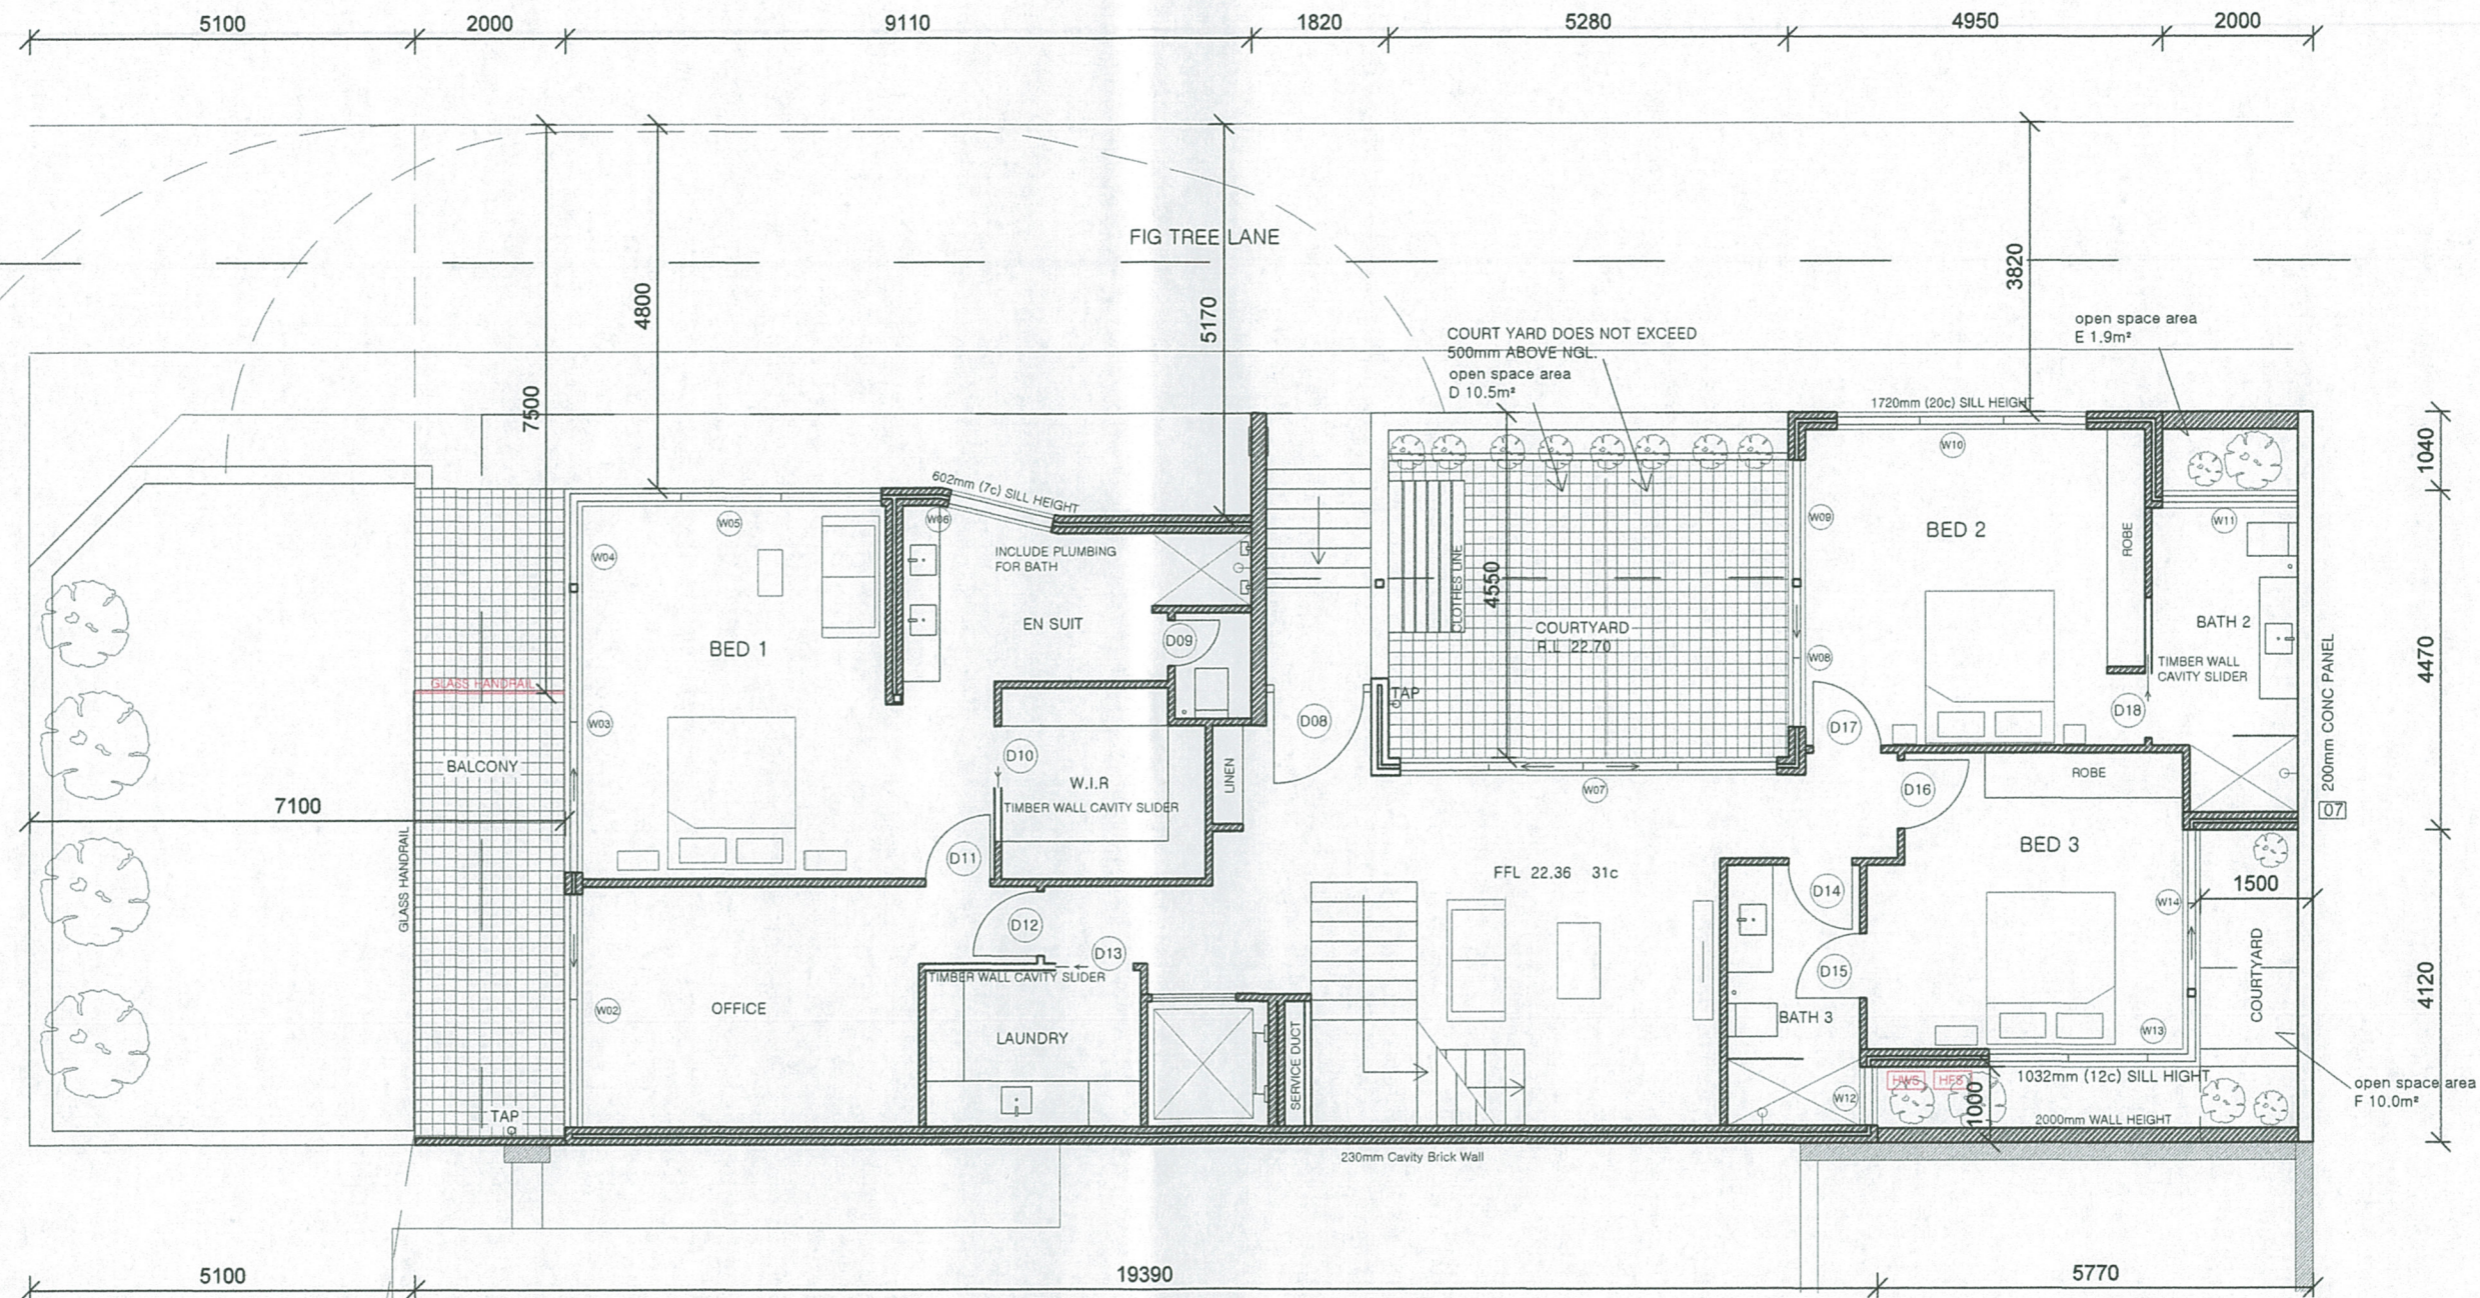 5100 2000 9110 1820 5280 4950 2000
FIG TREE LANE
4800
5170
3820
7500
COURT YARD DOES NOT EXCEED
500mm ABOVE NGL.
open space area
D 10.5m²
open space area
E 1.9m²
1720mm (20c) SILL HEIGHT
602mm (7c) SILL HEIGHT
W10
1040
W04
W05
W06
W09
W11
INCLUDE PLUMBING
FOR BATH
BED 2
ROBE
CLOTHES LINE
4550
EN SUIT
D09
COURTYARD
R.L 22.70
BATH 2
BED 1
W08
TIMBER WALL
CAVITY SLIDER
4470
200mm CONC PANEL
07
GLASS HANDRAIL
TAP
W03
D08
D17
D18
BALCONY
D10
W.I.R
TIMBER WALL CAVITY SLIDER
LINEN
W07
D16
ROBE
7100
GLASS HANDRAIL
D11
BED 3
FFL 22.36 31c
D14
1500
W14
D12
D13
TIMBER WALL CAVITY SLIDER
D15
COURTYARD
4120
W02
OFFICE
LAUNDRY
SERVICE DUCT
BATH 3
W13
HWS
HFS
1032mm (12c) SILL HIGHT
open space area
F 10.0m²
W12
1000
2000mm WALL HEIGHT
TAP
230mm Cavity Brick Wall
5100 19390 5770